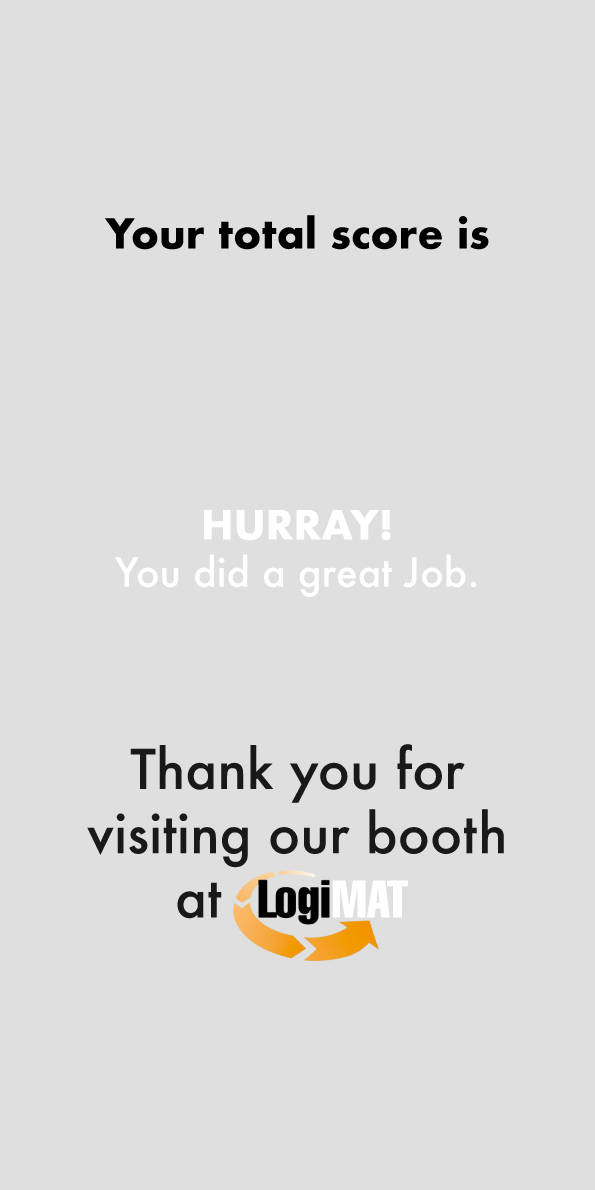 Your total score is
HURRAY!
You did a great Job.
Thank you for
visiting our booth
at LogiMAT